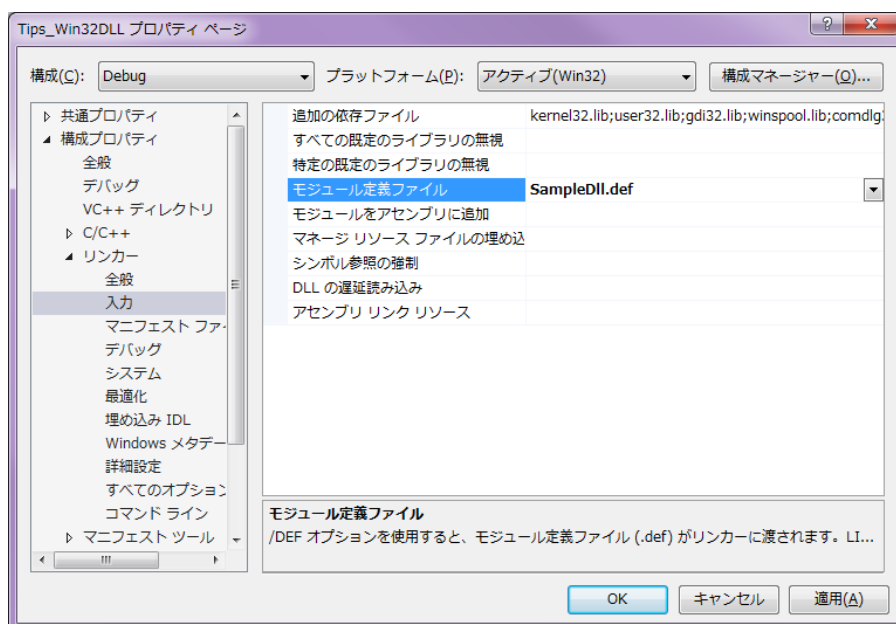 Tips_Win32DLL プロパティ ページ
構成(C): Debug プラットフォーム(P): アクティブ(Win32) 構成マネージャー(O)...
共通プロパティ
構成プロパティ
全般
デバッグ
VC++ ディレクトリ
C/C++
リンカー
全般
入力
マニフェスト ファイ
デバッグ
システム
最適化
埋め込み IDL
Windows メタデー
詳細設定
すべてのオプション
コマンド ライン
マニフェスト ツール
追加の依存ファイル kernel32.lib;user32.lib;gdi32.lib;winspool.lib;comdlg3
すべての既定のライブラリの無視
特定の既定のライブラリの無視
モジュール定義ファイル SampleDll.def
モジュールをアセンブリに追加
マネージ リソース ファイルの埋め込
シンボル参照の強制
DLL の遅延読み込み
アセンブリ リンク リソース
モジュール定義ファイル
/DEF オプションを使用すると、モジュール定義ファイル (.def) がリンカーに渡されます。LI...
OK キャンセル 適用(A)